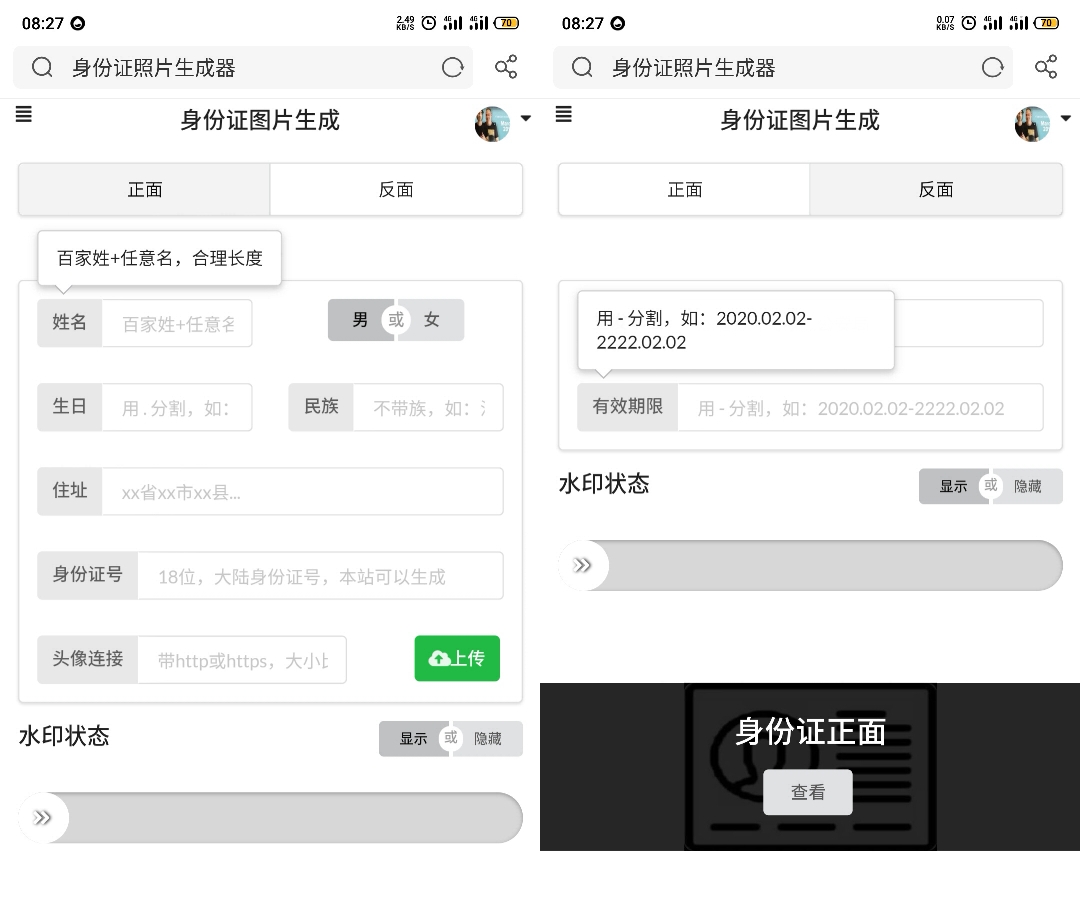 08:27
2.49
KB/S
4G
4G
70
身份证照片生成器
身份证图片生成
正面
反面
百家姓+任意名，合理长度
姓名
百家姓+任意名
男
或
女
生日
用 . 分割，如：
民族
不带族，如：
住址
xx省xx市xx县...
身份证号
18位，大陆身份证号，本站可以生成
头像连接
带http或https，大小
上传
水印状态
显示
或
隐藏
08:27
0.07
KB/S
4G
4G
70
身份证照片生成器
身份证图片生成
正面
反面
用 - 分割，如：2020.02.02-
2222.02.02
有效期限
用 - 分割，如：2020.02.02-2222.02.02
水印状态
显示
或
隐藏
身份证正面
查看